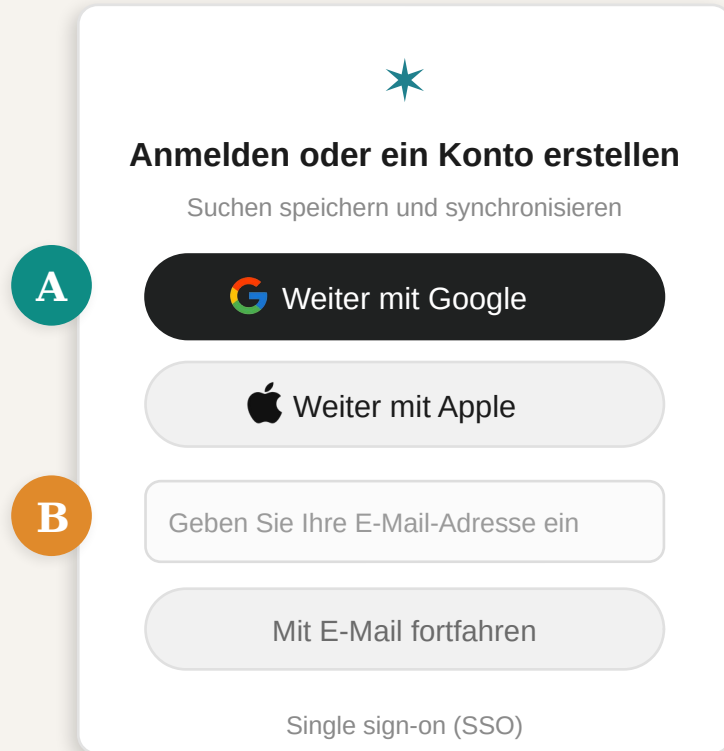 Anmelden oder ein Konto erstellen
Suchen speichern und synchronisieren
A
Weiter mit Google
Weiter mit Apple
B
Geben Sie Ihre E-Mail-Adresse ein
Mit E-Mail fortfahren
Single sign-on (SSO)